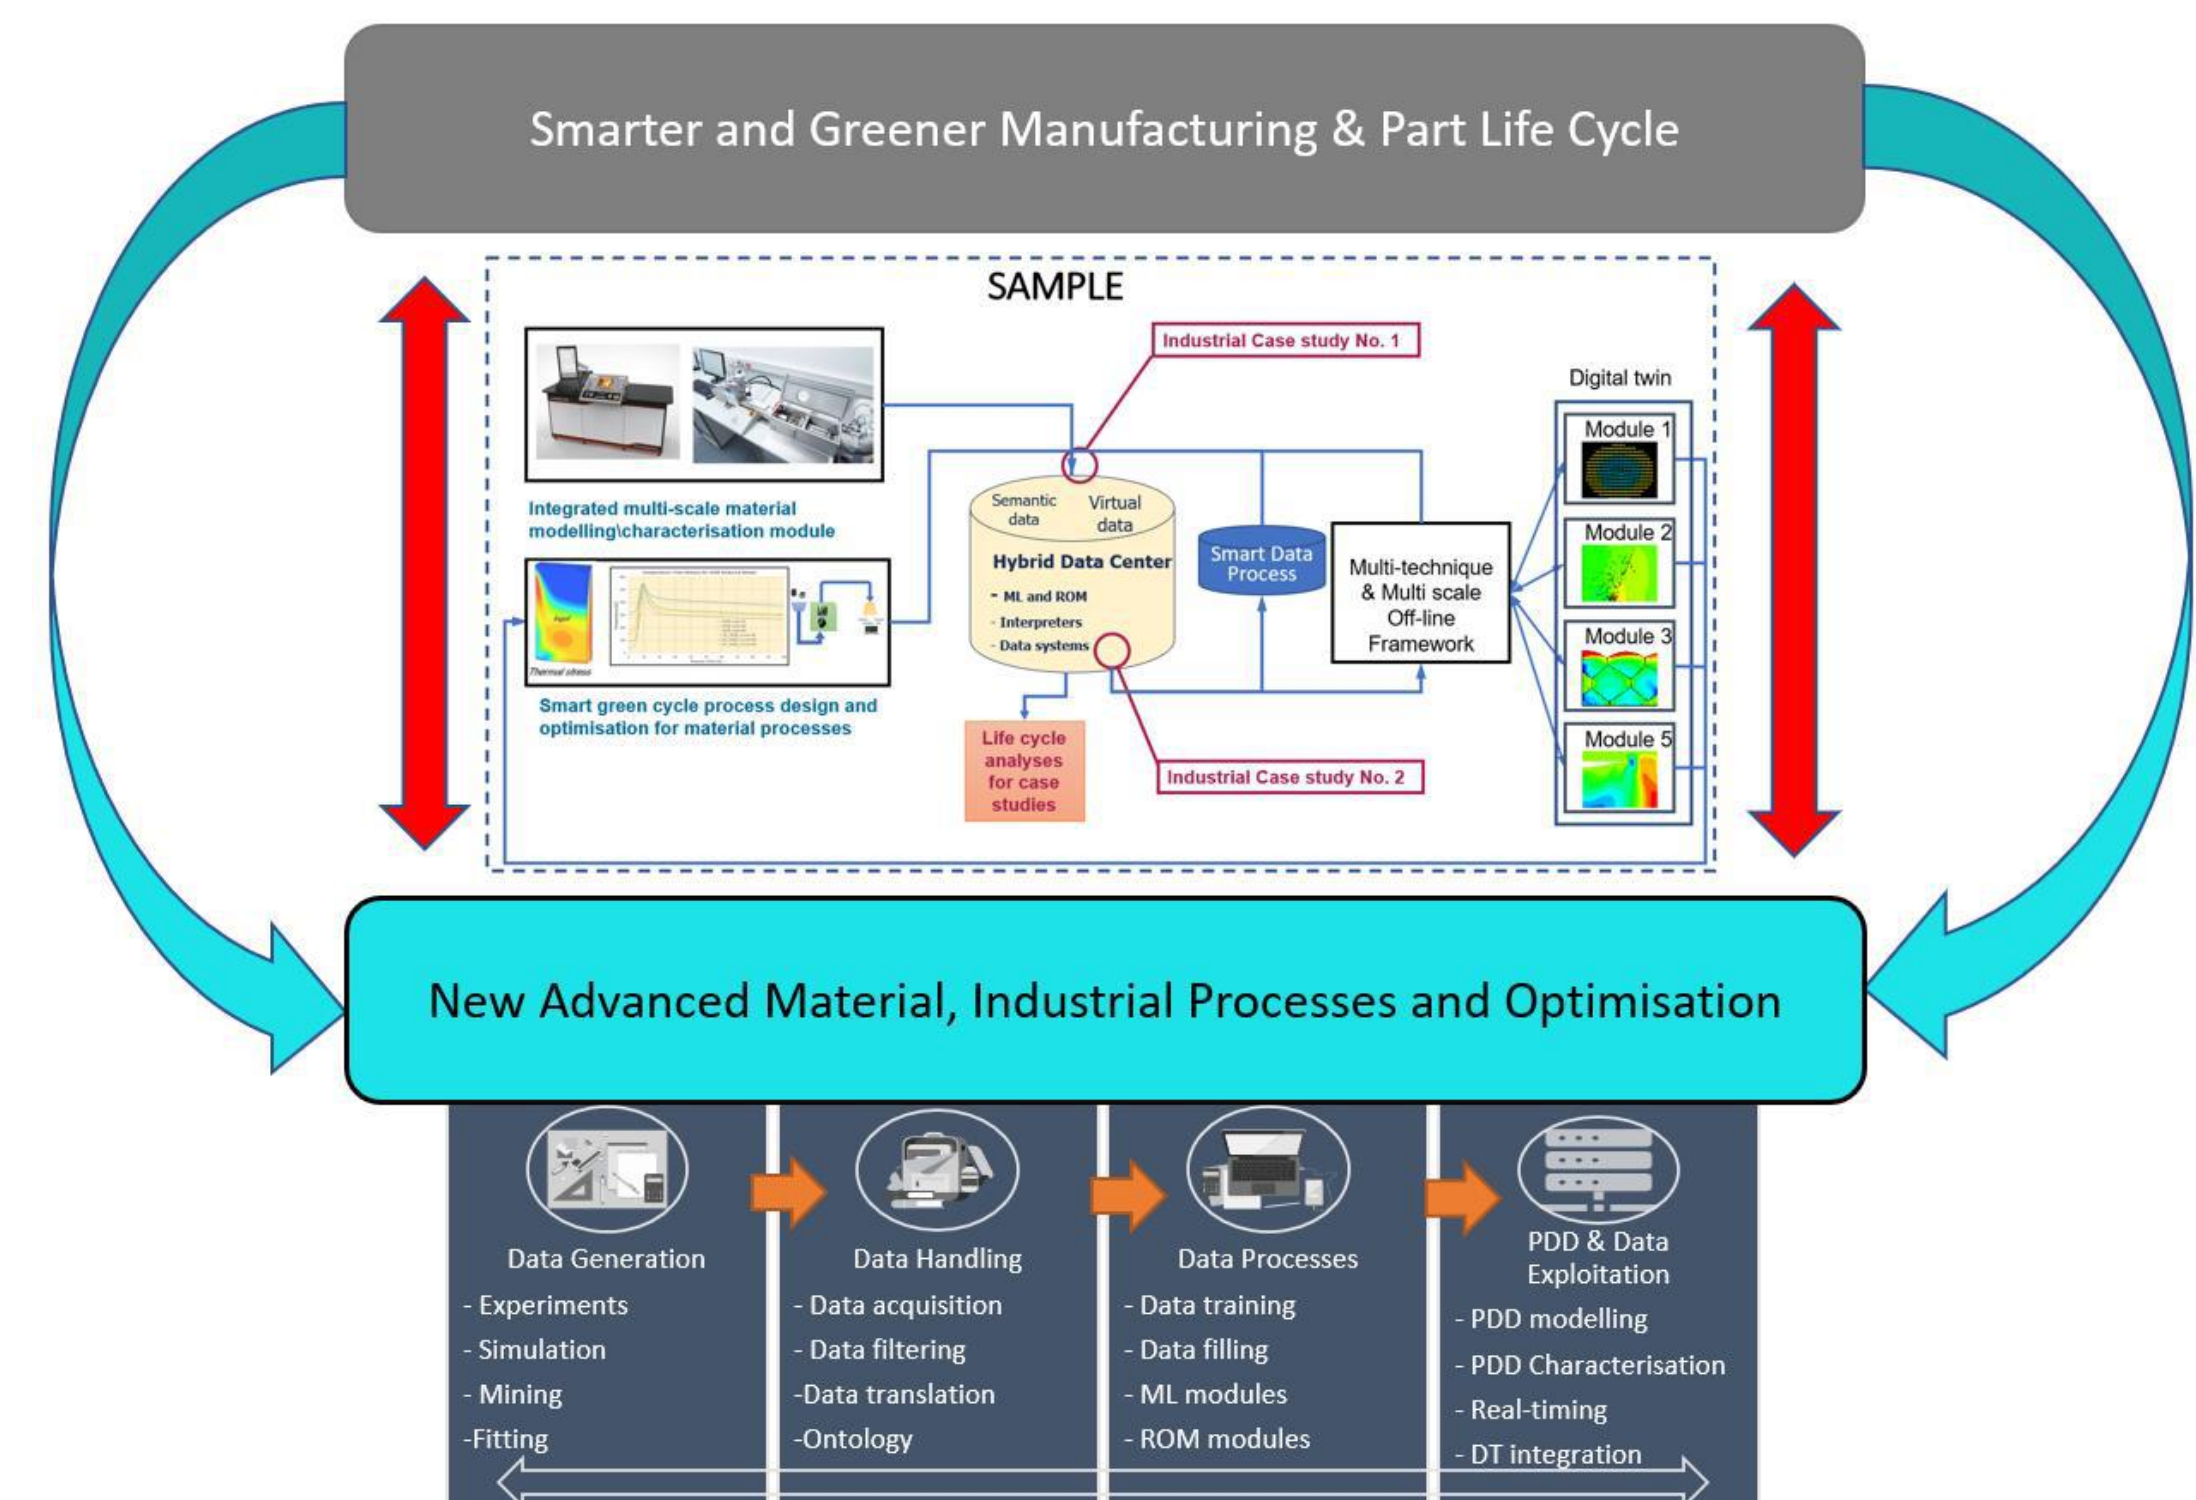 Smarter and Greener Manufacturing & Part Life Cycle
SAMPLE
Industrial Case study No. 1
Digital twin
Module 1
Integrated multi-scale material
modelling\characterisation module
Semantic
data
Virtual
data
Hybrid Data Center
- ML and ROM
- Interpreters
- Data systems
Smart Data
Process
Multi-technique
& Multi scale
Off-line
Framework
Module 2
Module 3
Module 5
Thermal stress
Smart green cycle process design and
optimisation for material processes
Life cycle
analyses
for case
studies
Industrial Case study No. 2
New Advanced Material, Industrial Processes and Optimisation
Data Generation
- Experiments
- Simulation
- Mining
-Fitting
Data Handling
- Data acquisition
- Data filtering
-Data translation
-Ontology
Data Processes
- Data training
- Data filling
- ML modules
- ROM modules
PDD & Data
Exploitation
- PDD modelling
- PDD Characterisation
- Real-timing
- DT integration